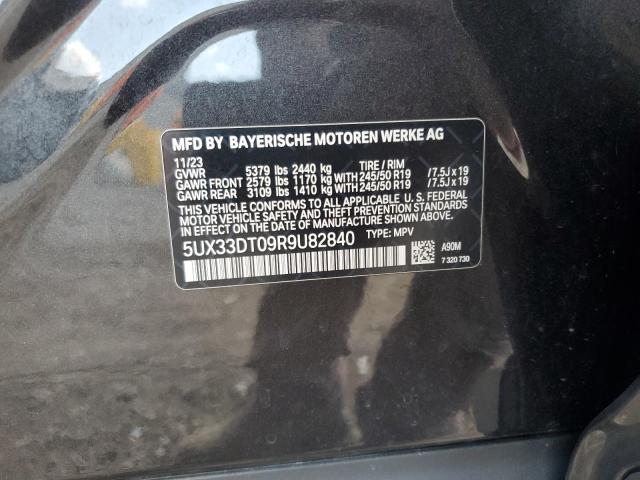 MFD BY BAYERISCHE MOTOREN WERKE AG
11/23
GVWR 5379 lbs 2440 kg TIRE / RIM
GAWR FRONT 2579 lbs 1170 kg WITH 245/50 R19 /7.5J x 19
GAWR REAR 3109 lbs 1410 kg WITH 245/50 R19 /7.5J x 19
THIS VEHICLE CONFORMS TO ALL APPLICABLE U. S. FEDERAL
MOTOR VEHICLE SAFETY STANDARDS IN EFFECT ON THE
DATE OF MANUFACTURE SHOWN ABOVE.
5UX33DT09R9U82840 TYPE: MPV
A90M
7 320 730